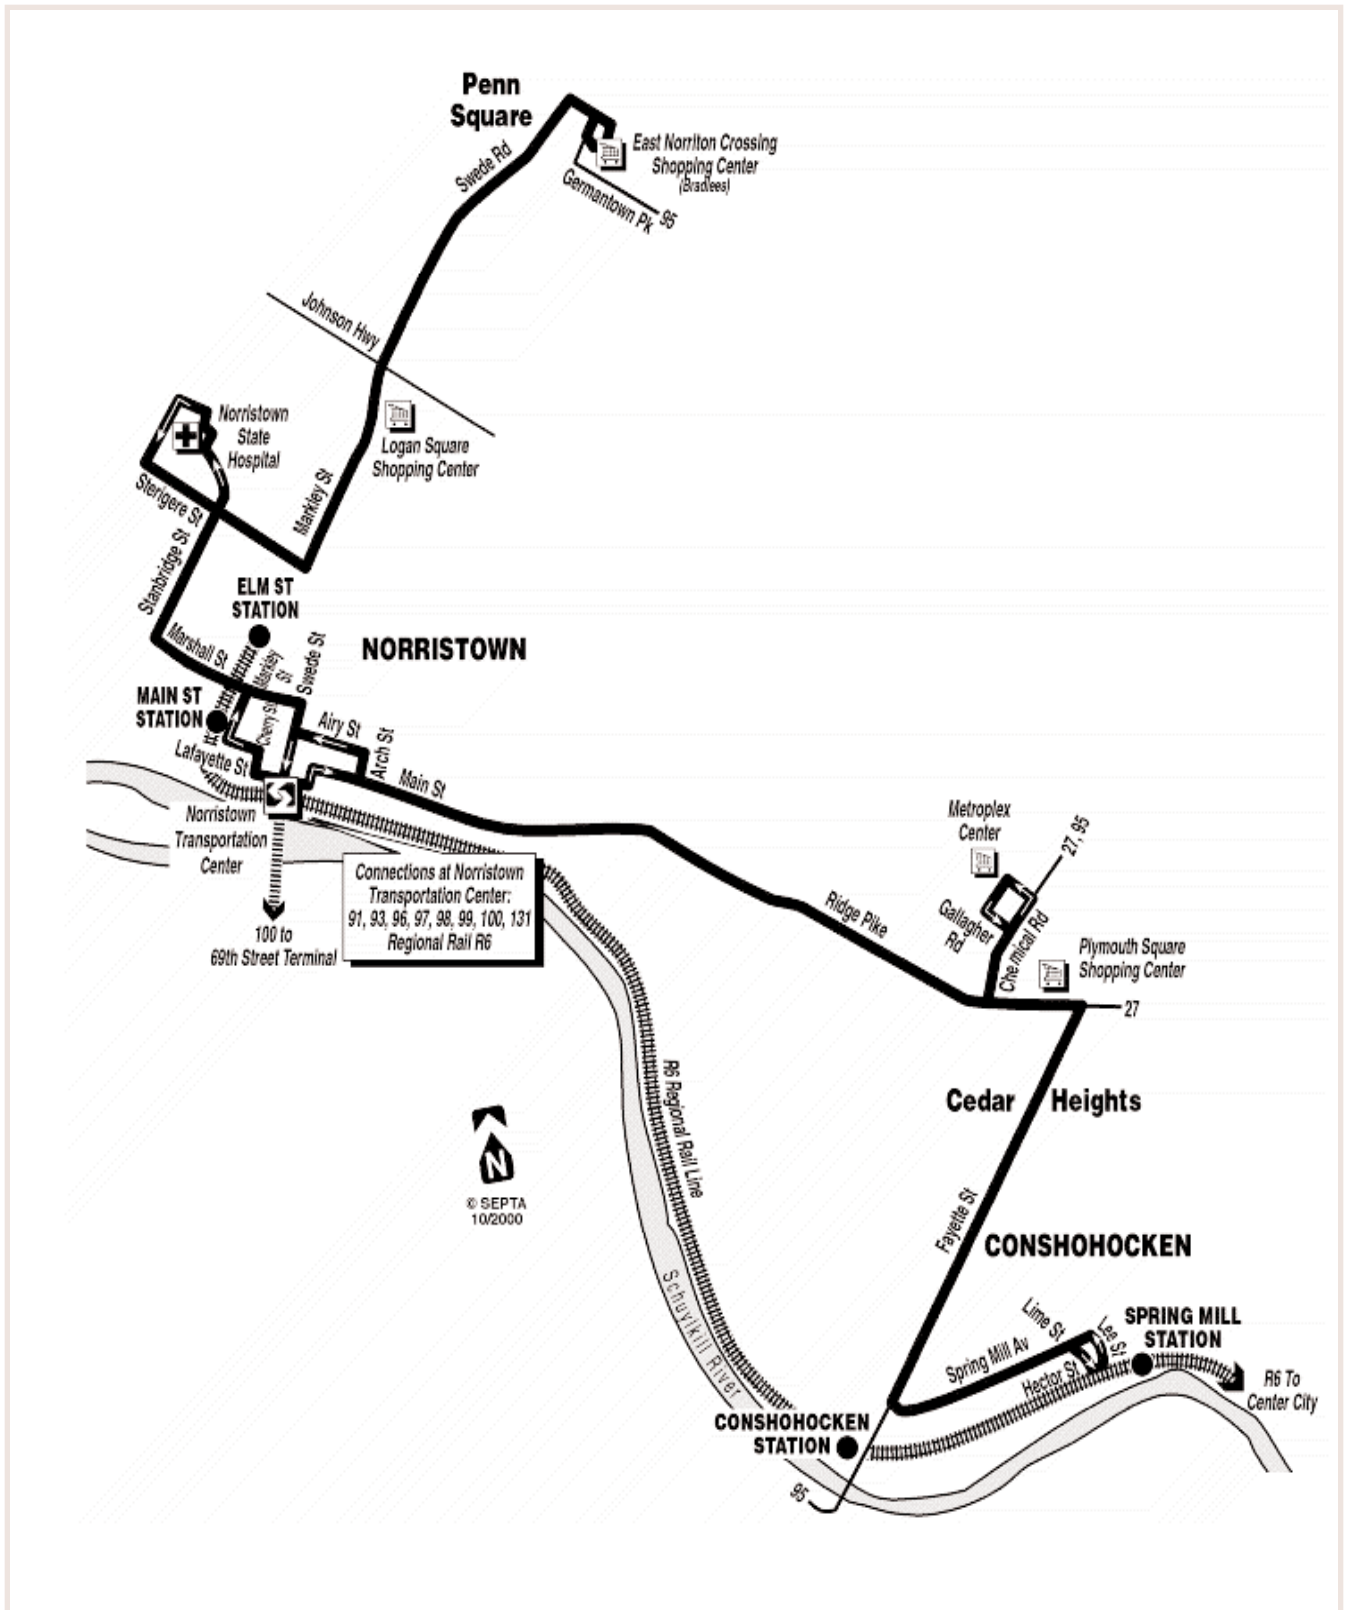 Penn
Square
East Norriton Crossing
Shopping Center
(Bradlees)
Swede Rd
Germantown Pk
95
Johnson Hwy
Norristown
State
Hospital
Logan Square
Shopping Center
Markley St
Sterigere St
Stanbridge St
ELM ST
STATION
NORRISTOWN
Marshall St
Markley
St
Swede St
MAIN ST
STATION
Cherry St
Airy St
Arch St
Lafayette St
Main St
Norristown
Transportation
Center
Connections at Norristown
Transportation Center:
91, 93, 96, 97, 98, 99, 100, 131
Regional Rail R6
100 to
69th Street Terminal
Metroplex
Center
27, 95
Ridge Pike
Gallagher
Rd
Chemical Rd
Plymouth Square
Shopping Center
27
R6 Regional Rail Line
Cedar Heights
N
© SEPTA
10/2000
Fayette St
CONSHOHOCKEN
Schuylkill River
Lime St
Lee St
SPRING MILL
STATION
Spring Mill Av
Hector St
R6 To
Center City
CONSHOHOCKEN
STATION
95